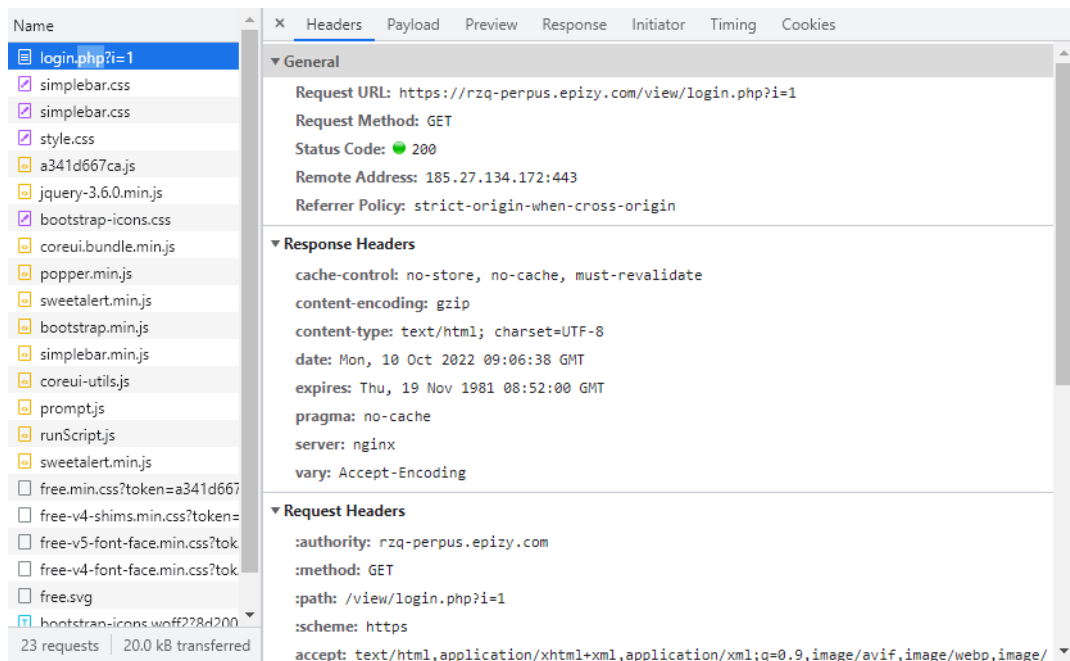 Name
login.php?i=1
simplebar.css
simplebar.css
style.css
a341d667ca.js
jquery-3.6.0.min.js
bootstrap-icons.css
coreui.bundle.min.js
popper.min.js
sweetalert.min.js
bootstrap.min.js
simplebar.min.js
coreui-utils.js
prompt.js
runScript.js
sweetalert.min.js
free.min.css?token=a341d667
free-v4-shims.min.css?token=
free-v5-font-face.min.css?tok
free-v4-font-face.min.css?tok
free.svg
bootstrap-icons.woff2?8d200
23 requests 20.0 kB transferred
× Headers Payload Preview Response Initiator Timing Cookies
▼ General
Request URL: https://rzq-perpus.epizy.com/view/login.php?i=1
Request Method: GET
Status Code: 200
Remote Address: 185.27.134.172:443
Referrer Policy: strict-origin-when-cross-origin
▼ Response Headers
cache-control: no-store, no-cache, must-revalidate
content-encoding: gzip
content-type: text/html; charset=UTF-8
date: Mon, 10 Oct 2022 09:06:38 GMT
expires: Thu, 19 Nov 1981 08:52:00 GMT
pragma: no-cache
server: nginx
vary: Accept-Encoding
▼ Request Headers
:authority: rzq-perpus.epizy.com
:method: GET
:path: /view/login.php?i=1
:scheme: https
accept: text/html,application/xhtml+xml,application/xml;q=0.9,image/avif,image/webp,image/